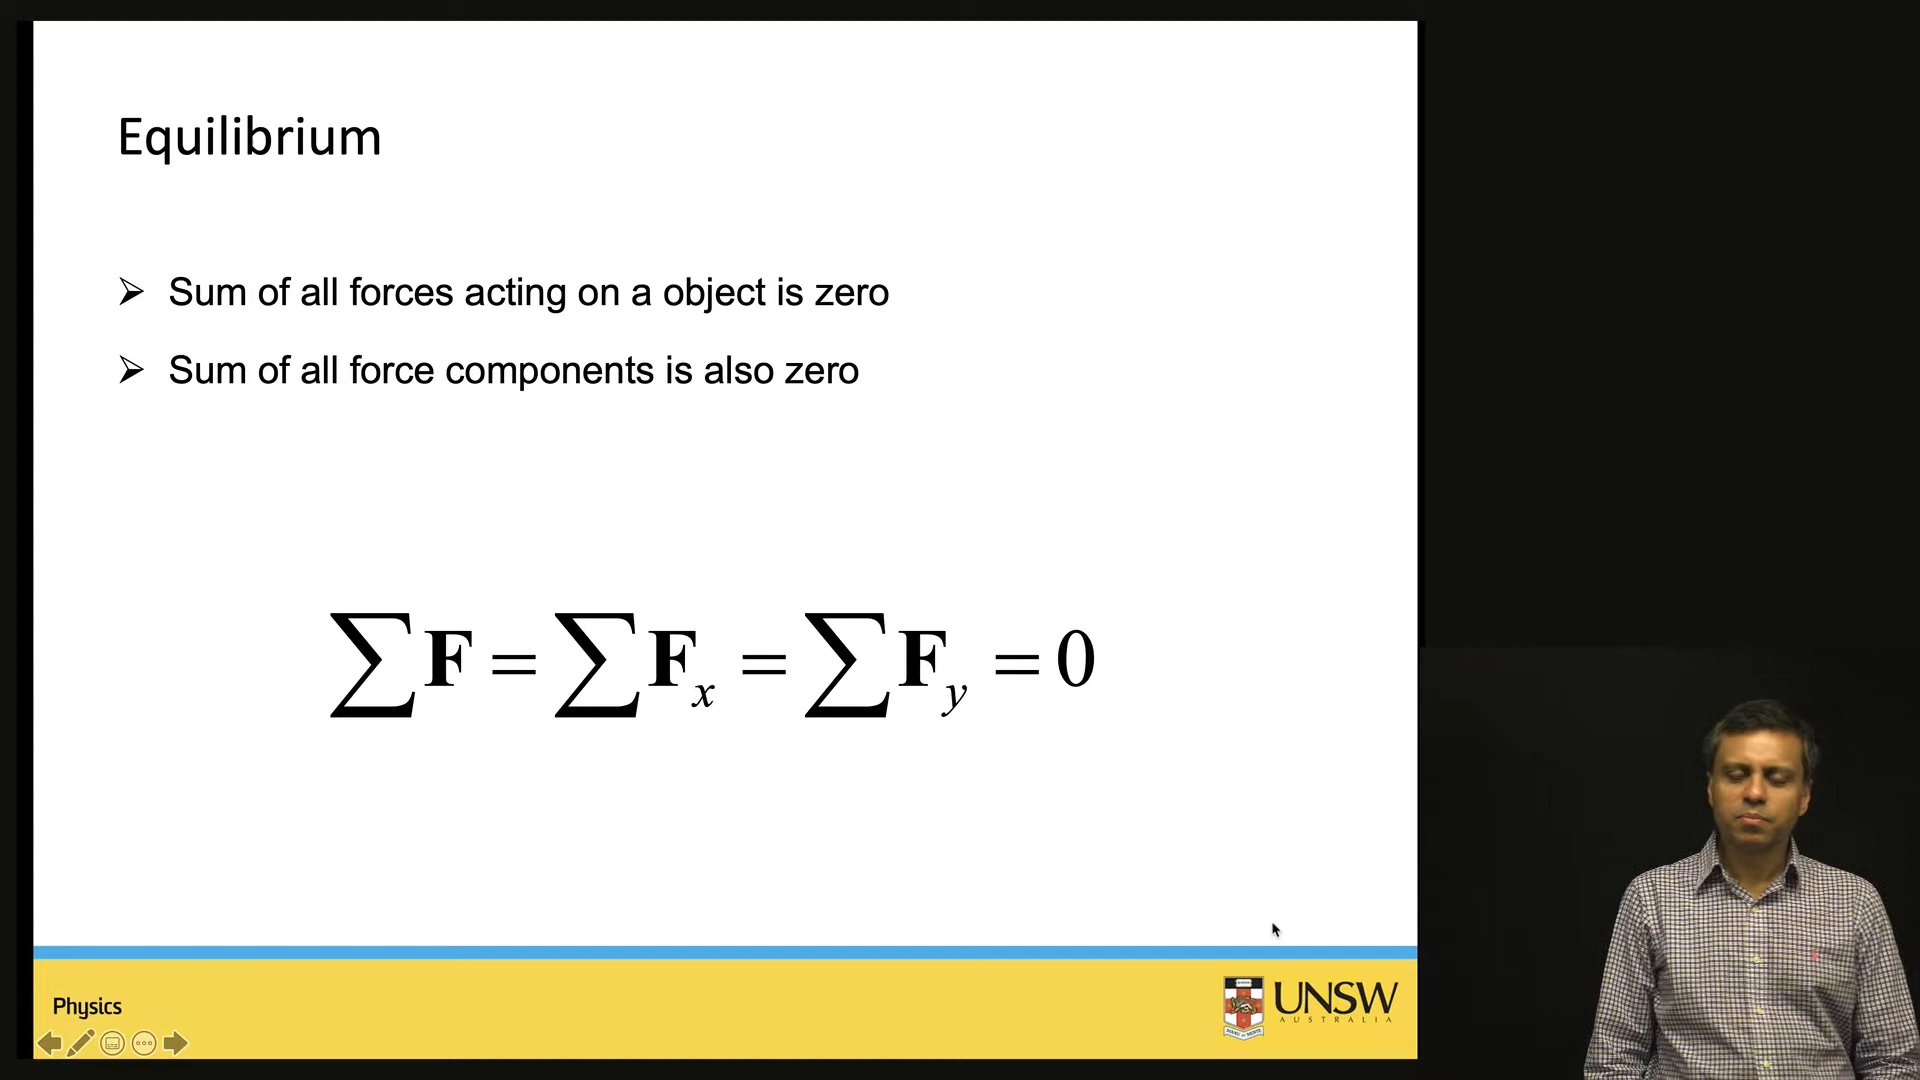 Equilibrium
➢ Sum of all forces acting on a object is zero
➢ Sum of all force components is also zero
∑F = ∑Fₓ = ∑F_y = 0
Physics
UNSW
AUSTRALIA